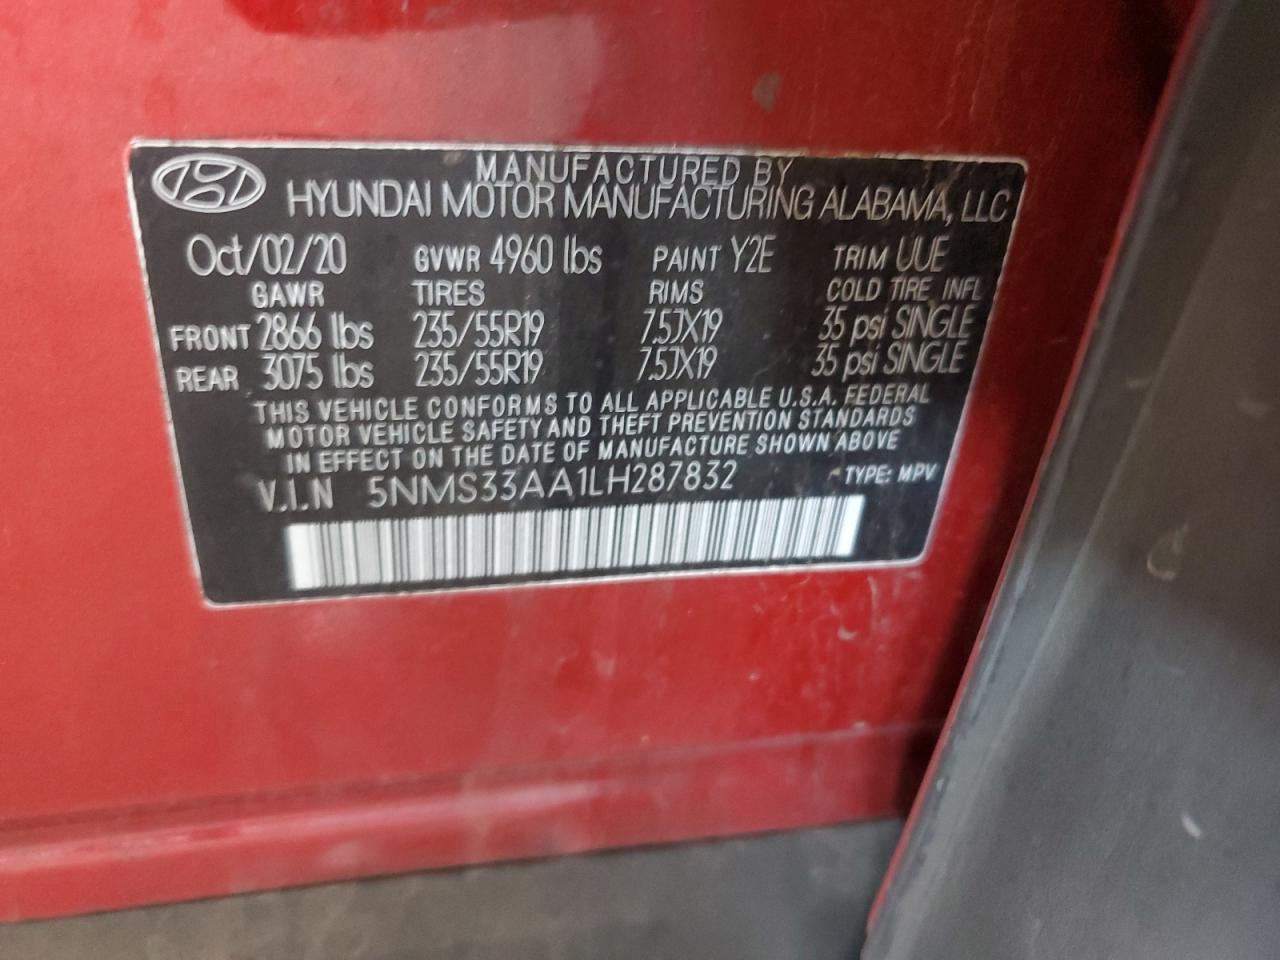 MANUFACTURED BY
HYUNDAI MOTOR MANUFACTURING ALABAMA, LLC
Oct/02/20 GVWR 4960 lbs PAINT Y2E TRIM UUE
GAWR TIRES RIMS COLD TIRE INFL
FRONT 2866 lbs 235/55R19 7.5JX19 35 psi SINGLE
REAR 3075 lbs 235/55R19 7.5JX19 35 psi SINGLE
THIS VEHICLE CONFORMS TO ALL APPLICABLE U.S.A. FEDERAL
MOTOR VEHICLE SAFETY AND THEFT PREVENTION STANDARDS
IN EFFECT ON THE DATE OF MANUFACTURE SHOWN ABOVE
V.I.N 5NMS33AA1LH287832 TYPE: MPV